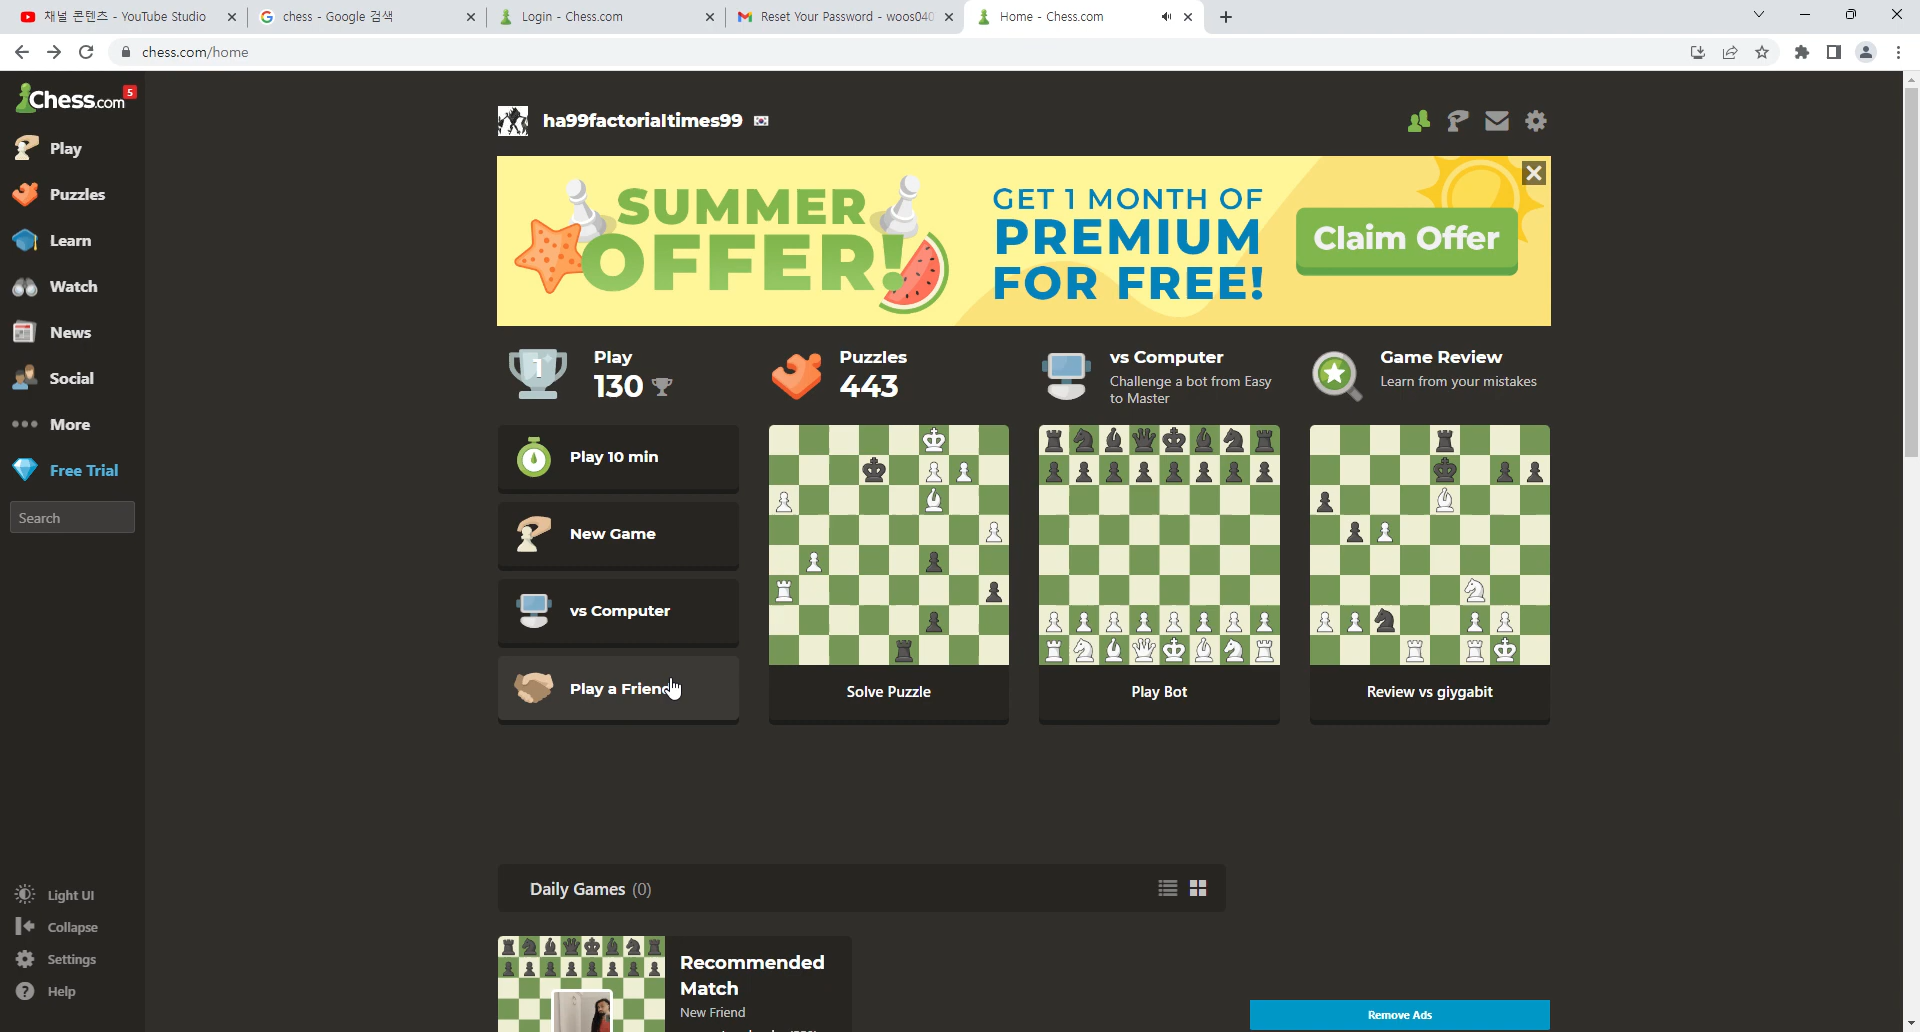 채널 콘텐츠 - YouTube Studio
chess - Google 검색
Login - Chess.com
Reset Your Password - woos040
Home - Chess.com
chess.com/home
Chess.com
5
ha99factorialtimes99
Play
Puzzles
Learn
Watch
News
Social
More
Free Trial
Search
SUMMER
OFFER!
GET 1 MONTH OF
PREMIUM
FOR FREE!
Claim Offer
1
Play
130
Puzzles
443
vs Computer
Challenge a bot from Easy
to Master
Game Review
Learn from your mistakes
Play 10 min
New Game
vs Computer
Play a Friend
Solve Puzzle
Play Bot
Review vs giygabit
Daily Games (0)
Recommended
Match
New Friend
Light UI
Collapse
Settings
Help
Remove Ads